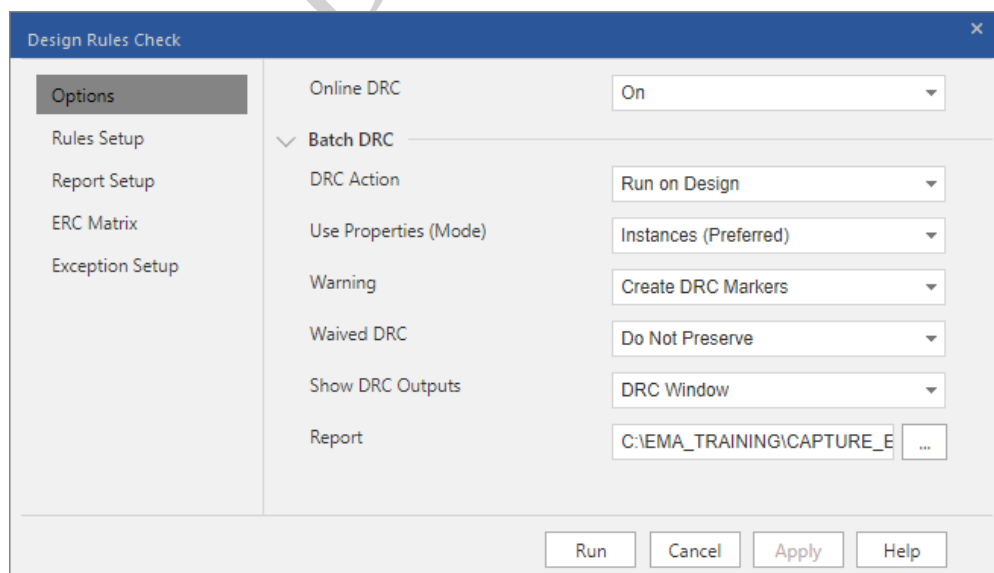 Design Rules Check
Options
Rules Setup
Report Setup
ERC Matrix
Exception Setup
Online DRC On
Batch DRC
DRC Action Run on Design
Use Properties (Mode) Instances (Preferred)
Warning Create DRC Markers
Waived DRC Do Not Preserve
Show DRC Outputs DRC Window
Report C:\EMA_TRAINING\CAPTURE_E ...
Run Cancel Apply Help